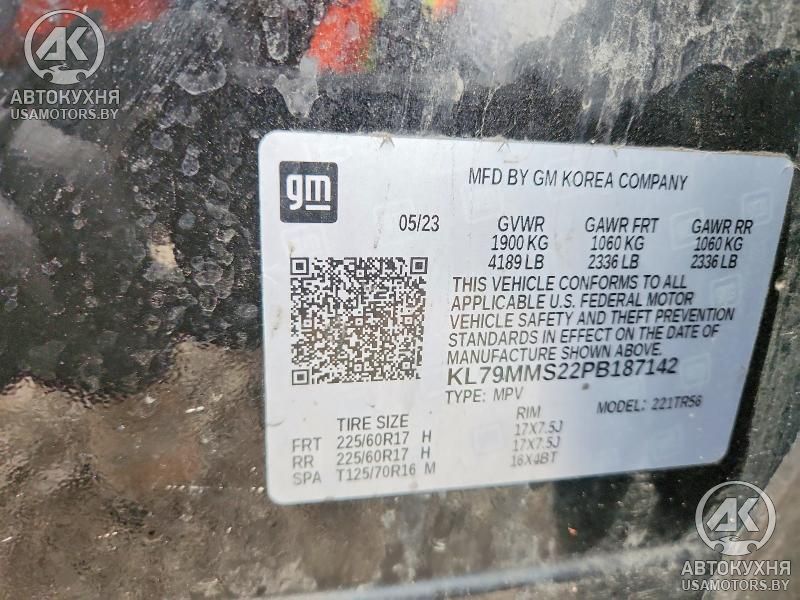 АК
АВТОКУХНЯ
USAMOTORS.BY
gm
MFD BY GM KOREA COMPANY
05/23 GVWR GAWR FRT GAWR RR
1900 KG 1060 KG 1060 KG
4189 LB 2336 LB 2336 LB
THIS VEHICLE CONFORMS TO ALL
APPLICABLE U.S. FEDERAL MOTOR
VEHICLE SAFETY AND THEFT PREVENTION
STANDARDS IN EFFECT ON THE DATE OF
MANUFACTURE SHOWN ABOVE.
KL79MMS22PB187142
TYPE: MPV MODEL: 221TR56
TIRE SIZE RIM
FRT 225/60R17 H 17X7.5J
RR 225/60R17 H 17X7.5J
SPA T125/70R16 M 16X4BT
АК
АВТОКУХНЯ
USAMOTORS.BY